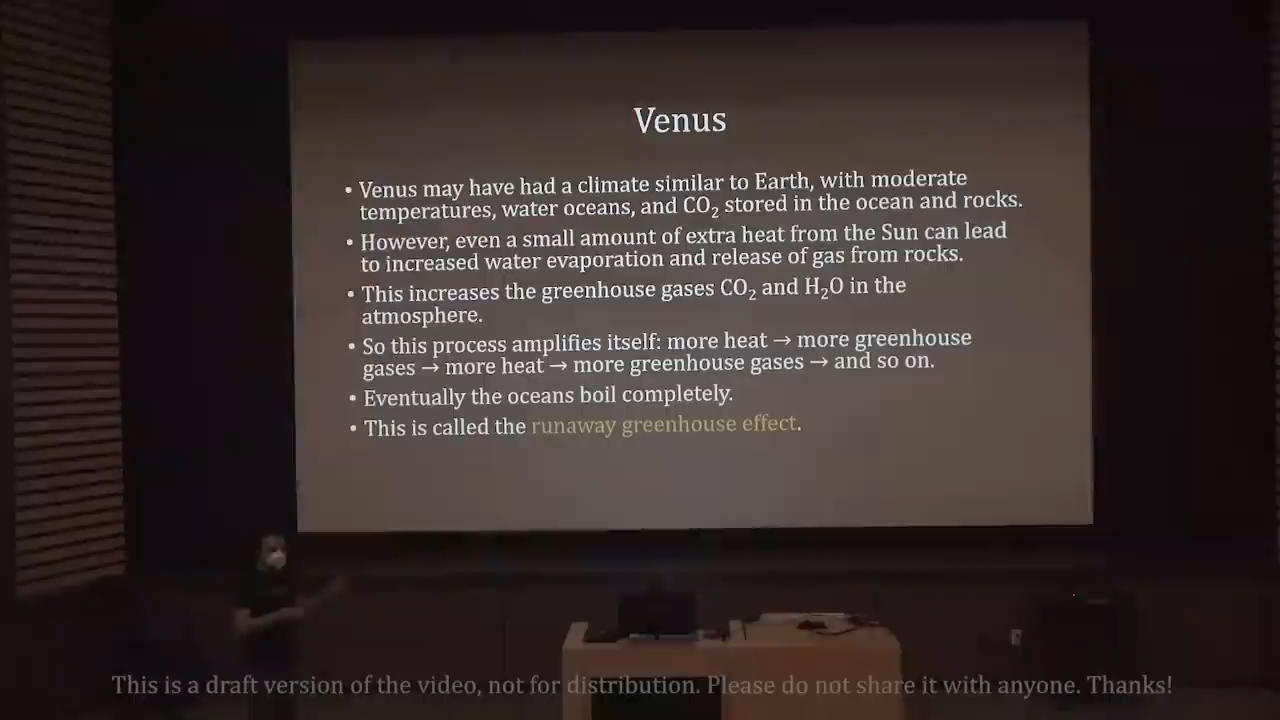 Venus
• Venus may have had a climate similar to Earth, with moderate
temperatures, water oceans, and CO₂ stored in the ocean and rocks.
• However, even a small amount of extra heat from the Sun can lead
to increased water evaporation and release of gas from rocks.
• This increases the greenhouse gases CO₂ and H₂O in the
atmosphere.
• So this process amplifies itself: more heat → more greenhouse
gases → more heat → more greenhouse gases → and so on.
• Eventually the oceans boil completely.
• This is called the runaway greenhouse effect.
This is a draft version of the video, not for distribution. Please do not share it with anyone. Thanks!